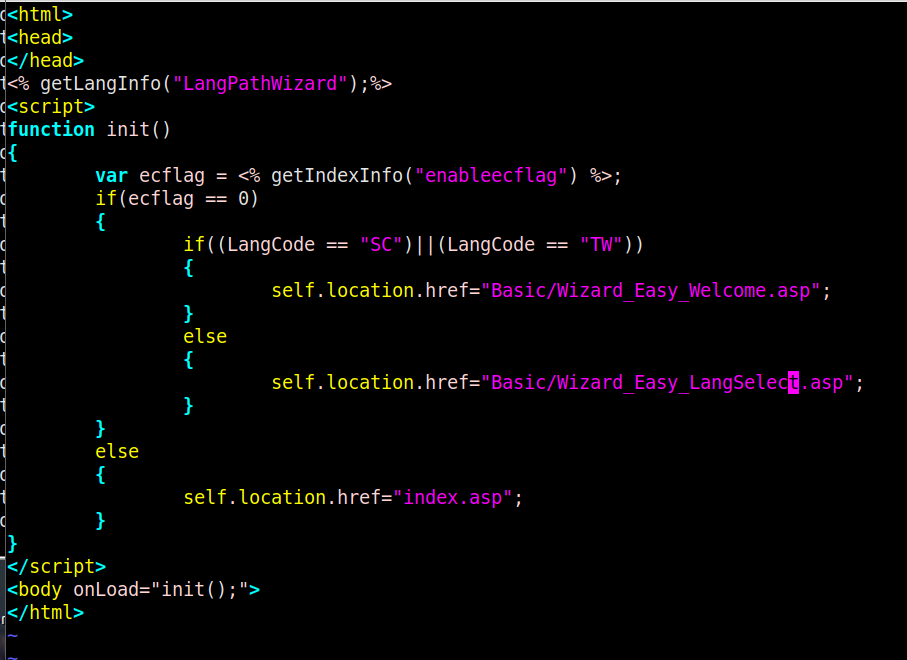 <html>
<head>
</head>
<% getLangInfo("LangPathWizard");%>
<script>
function init()
{
        var ecflag = <% getIndexInfo("enableecflag") %>;
        if(ecflag == 0)
        {
                if((LangCode == "SC")||(LangCode == "TW"))
                {
                        self.location.href="Basic/Wizard_Easy_Welcome.asp";
                }
                else
                {
                        self.location.href="Basic/Wizard_Easy_LangSelect.asp";
                }
        }
        else
        {
                self.location.href="index.asp";
        }
}
</script>
<body onLoad="init();">
</html>
~
~